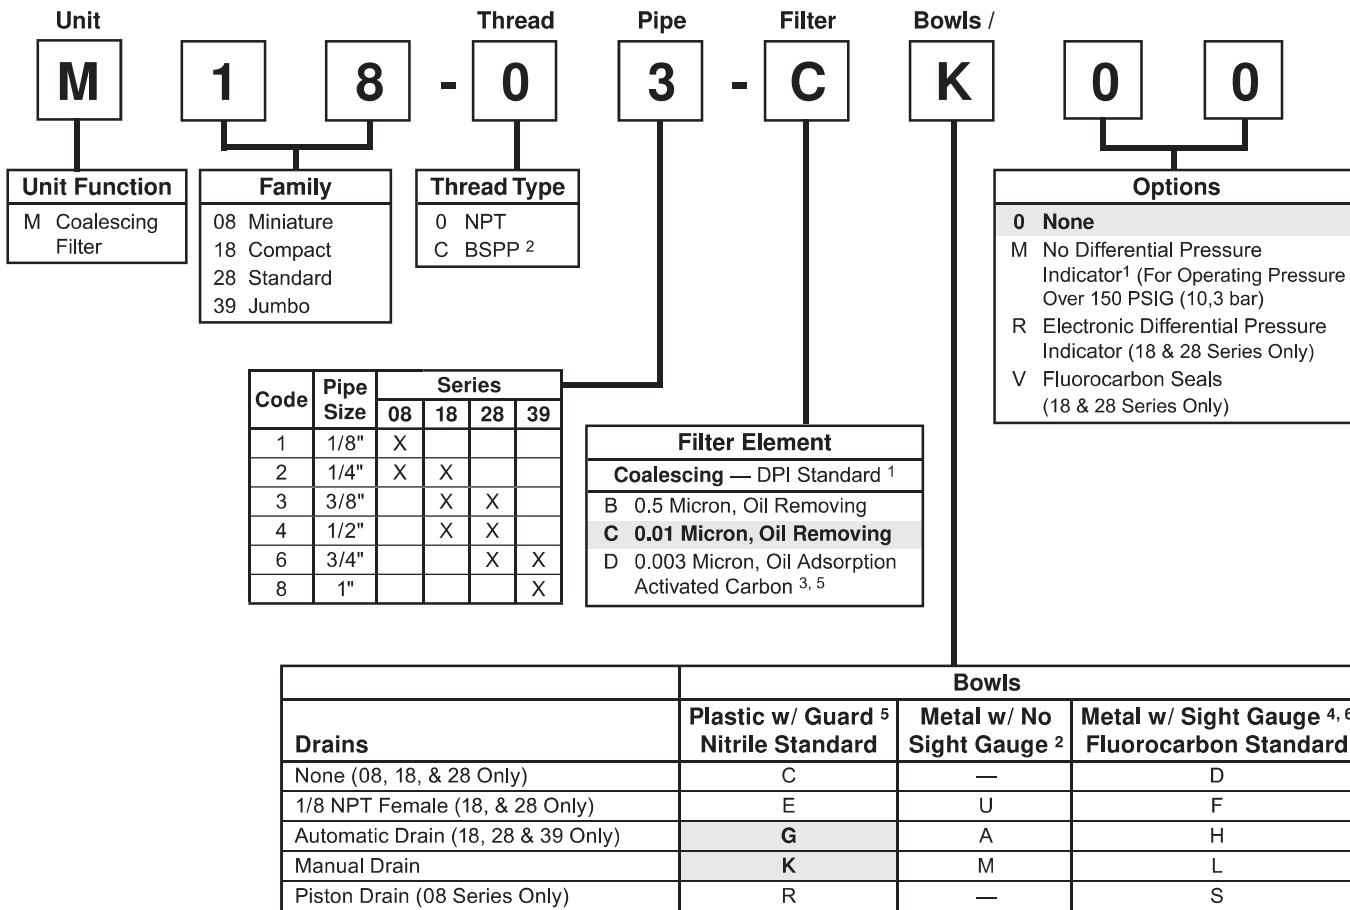 Unit Thread Pipe Filter Bowls /
M 1 8 - 0 3 - C K 0 0
Unit Function
M Coalescing
Filter
Family
08 Miniature
18 Compact
28 Standard
39 Jumbo
Thread Type
0 NPT
C BSPP 2
Options
0 None
M No Differential Pressure
Indicator1 (For Operating Pressure
Over 150 PSIG (10,3 bar)
R Electronic Differential Pressure
Indicator (18 & 28 Series Only)
V Fluorocarbon Seals
(18 & 28 Series Only)
Code Pipe Size Series
08 18 28 39
1 1/8" X
2 1/4" X X
3 3/8" X X
4 1/2" X X
6 3/4" X X
8 1" X
Filter Element
Coalescing — DPI Standard 1
B 0.5 Micron, Oil Removing
C 0.01 Micron, Oil Removing
D 0.003 Micron, Oil Adsorption
Activated Carbon 3, 5
Bowls
Drains Plastic w/ Guard 5 Nitrile Standard Metal w/ No Sight Gauge 2 Metal w/ Sight Gauge 4, 6 Fluorocarbon Standard
None (08, 18, & 28 Only) C — D
1/8 NPT Female (18, & 28 Only) E U F
Automatic Drain (18, 28 & 39 Only) G A H
Manual Drain K M L
Piston Drain (08 Series Only) R — S